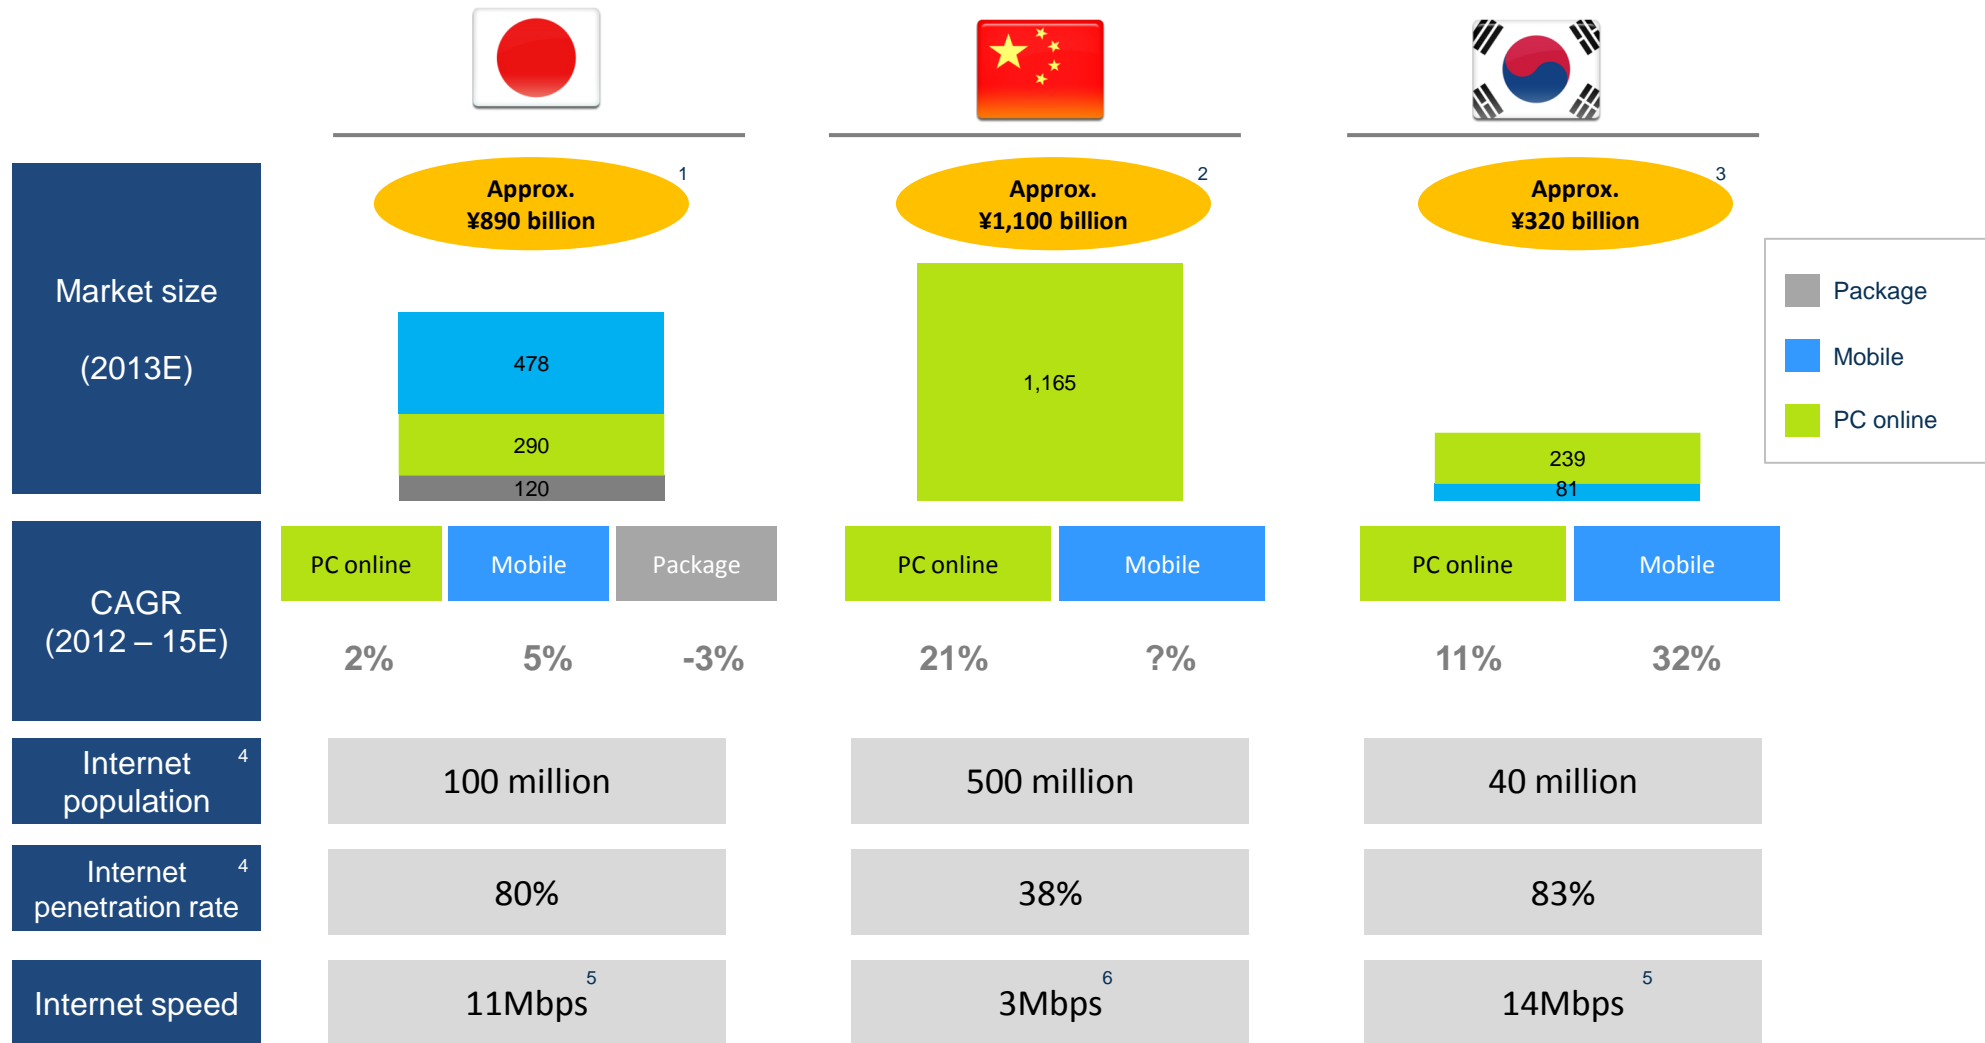 1
Approx.
¥890 billion
2
Approx.
¥1,100 billion
3
Approx.
¥320 billion
Market size
(2013E)
478
290
120
1,165
239
81
Package
Mobile
PC online
CAGR
(2012 – 15E)
PC online
Mobile
Package
PC online
Mobile
PC online
Mobile
2%
5%
-3%
21%
?%
11%
32%
Internet 4
population
100 million
500 million
40 million
Internet 4
penetration rate
80%
38%
83%
Internet speed
11Mbps 5
3Mbps 6
14Mbps 5